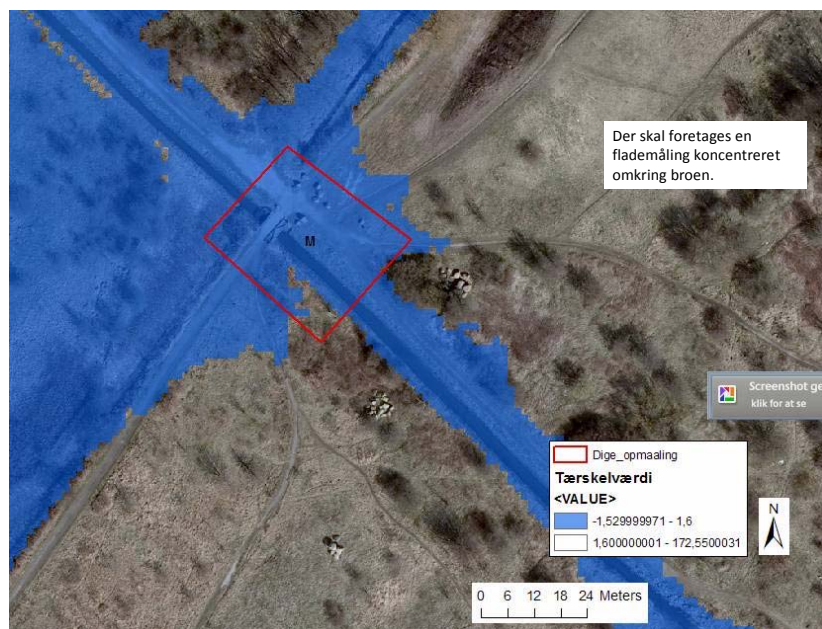 Der skal foretages en
flademåling koncentreret
omkring broen.
M
Screenshot ge
klik for at se
Dige_opmaaling
Tærskelværdi
<VALUE>
-1,529999971 - 1,6
1,600000001 - 172,5500031
N
0 6 12 18 24 Meters